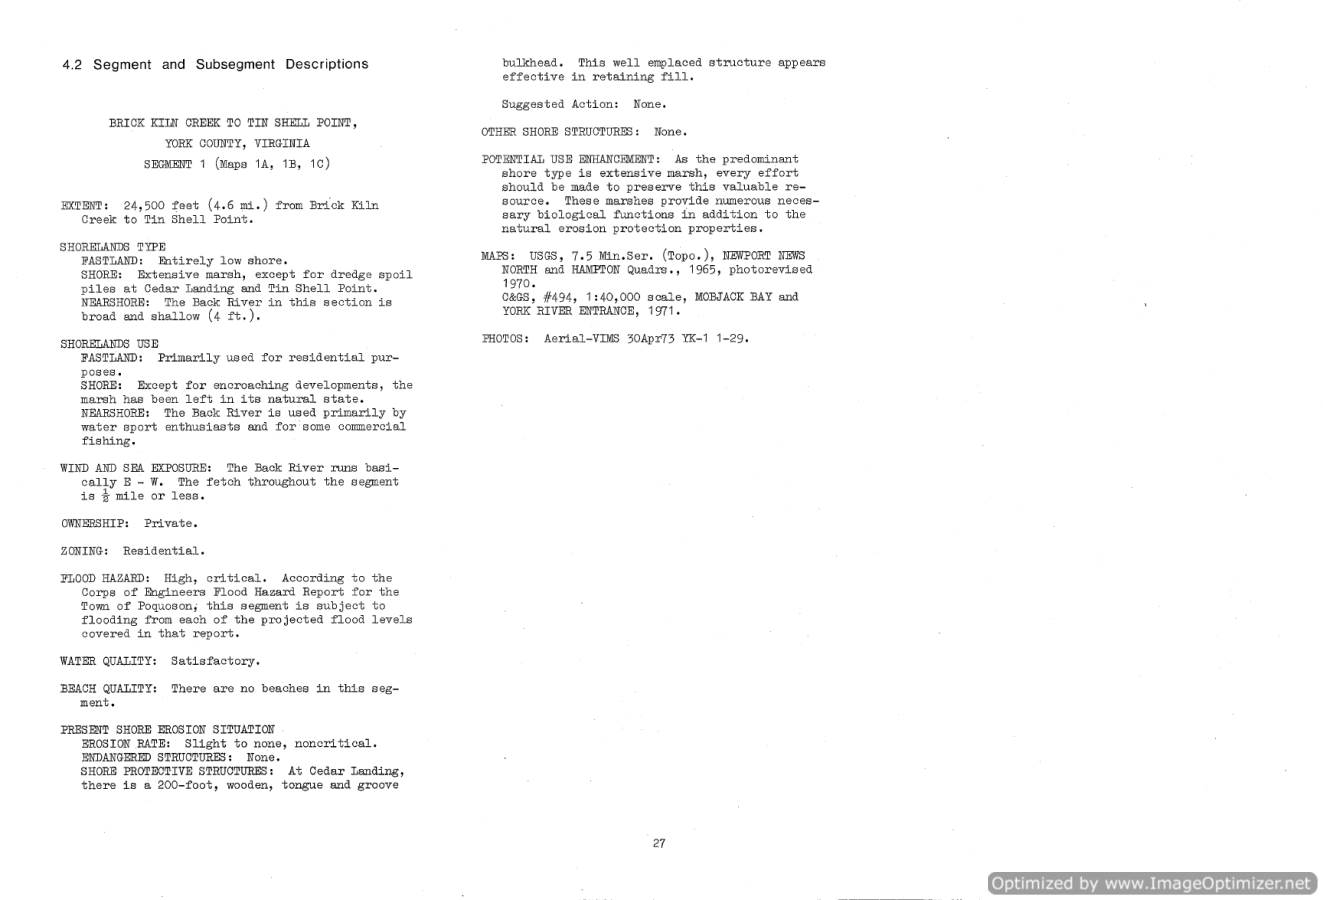 4.2 Segment and Subsegment Descriptions
BRICK KILN CREEK TO TIN SHELL POINT,
YORK COUNTY, VIRGINIA
SEGMENT 1 (Maps 1A, 1B, 1C)
EXTENT: 24,500 feet (4.6 mi.) from Brick Kiln
Creek to Tin Shell Point.
SHORELANDS TYPE
FASTLAND: Entirely low shore.
SHORE: Extensive marsh, except for dredge spoil
piles at Cedar Landing and Tin Shell Point.
NEARSHORE: The Back River in this section is
broad and shallow (4 ft.).
SHORELANDS USE
FASTLAND: Primarily used for residential pur-
poses.
SHORE: Except for encroaching developments, the
marsh has been left in its natural state.
NEARSHORE: The Back River is used primarily by
water sport enthusiasts and for some commercial
fishing.
WIND AND SEA EXPOSURE: The Back River runs basi-
cally E - W. The fetch throughout the segment
is ½ mile or less.
OWNERSHIP: Private.
ZONING: Residential.
FLOOD HAZARD: High, critical. According to the
Corps of Engineers Flood Hazard Report for the
Town of Poquoson, this segment is subject to
flooding from each of the projected flood levels
covered in that report.
WATER QUALITY: Satisfactory.
BEACH QUALITY: There are no beaches in this seg-
ment.
PRESENT SHORE EROSION SITUATION
EROSION RATE: Slight to none, noncritical.
ENDANGERED STRUCTURES: None.
SHORE PROTECTIVE STRUCTURES: At Cedar Landing,
there is a 200-foot, wooden, tongue and groove
bulkhead. This well emplaced structure appears
effective in retaining fill.
Suggested Action: None.
OTHER SHORE STRUCTURES: None.
POTENTIAL USE ENHANCEMENT: As the predominant
shore type is extensive marsh, every effort
should be made to preserve this valuable re-
source. These marshes provide numerous neces-
sary biological functions in addition to the
natural erosion protection properties.
MAPS: USGS, 7.5 Min.Ser. (Topo.), NEWPORT NEWS
NORTH and HAMPTON Quadrs., 1965, photorevised
1970.
C&GS, #494, 1:40,000 scale, MOBJACK BAY and
YORK RIVER ENTRANCE, 1971.
PHOTOS: Aerial-VIMS 30Apr73 YK-1 1-29.
27
Optimized by www.ImageOptimizer.net